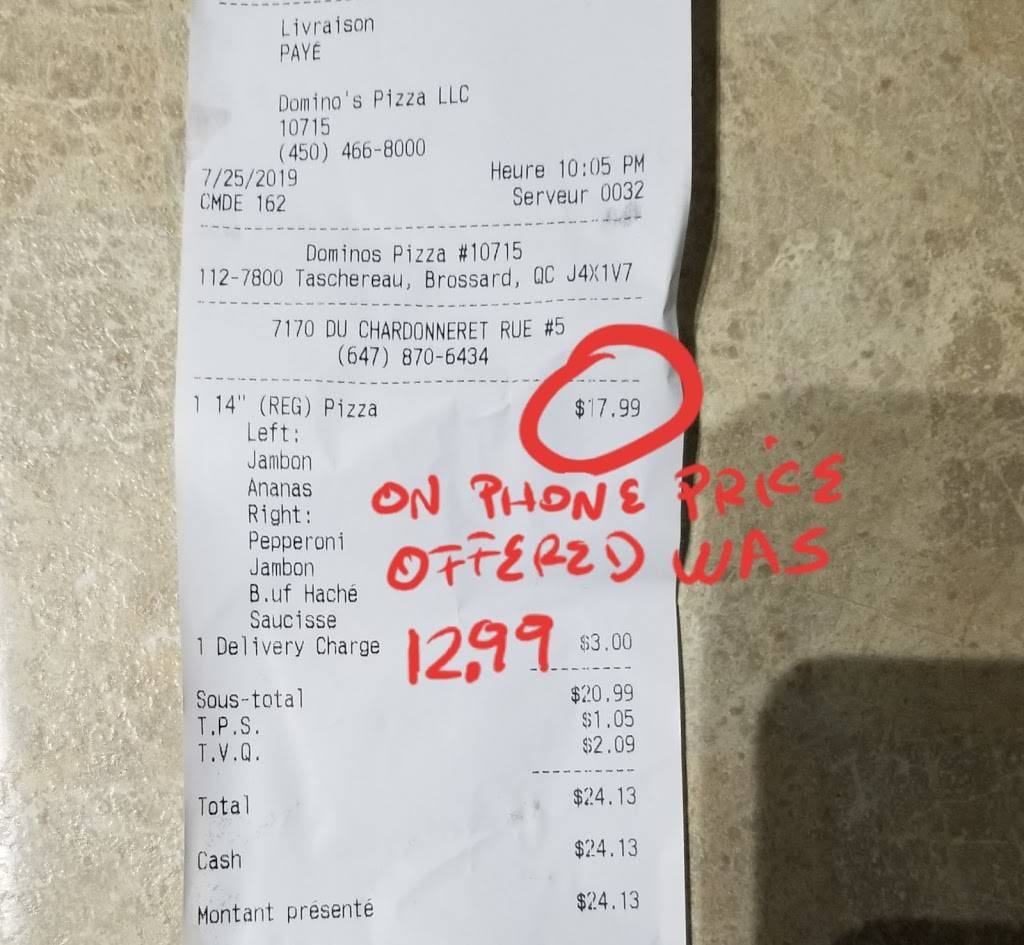 Livraison
PAYÉ
Domino's Pizza LLC
10715
(450) 466-8000
7/25/2019 Heure 10:05 PM
CMDE 162 Serveur 0032
Dominos Pizza #10715
112-7800 Taschereau, Brossard, QC J4X1V7
7170 DU CHARDONNERET RUE #5
(647) 870-6434
1 14" (REG) Pizza $17.99
Left:
Jambon
Ananas
Right:
Pepperoni
Jambon
B.uf Haché
Saucisse
ON PHONE PRICE
OFFERED WAS
12.99
1 Delivery Charge $3.00
Sous-total $20.99
T.P.S. $1.05
T.V.Q. $2.09
Total $24.13
Cash $24.13
Montant présenté $24.13